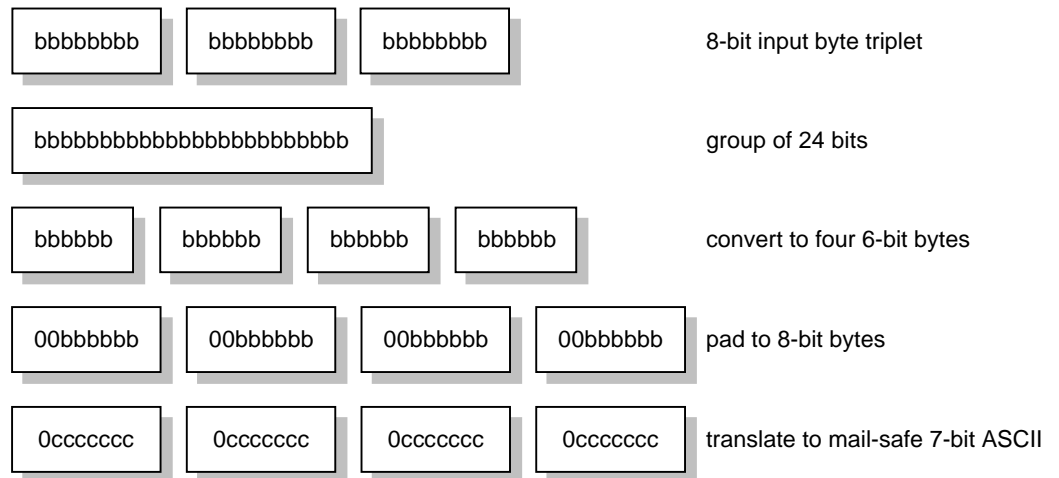 bbbbbbbb bbbbbbbb bbbbbbbb 8-bit input byte triplet
bbbbbbbbbbbbbbbbbbbbbbbb group of 24 bits
bbbbbb bbbbbb bbbbbb bbbbbb convert to four 6-bit bytes
00bbbbbb 00bbbbbb 00bbbbbb 00bbbbbb pad to 8-bit bytes
0ccccccc 0ccccccc 0ccccccc 0ccccccc translate to mail-safe 7-bit ASCII